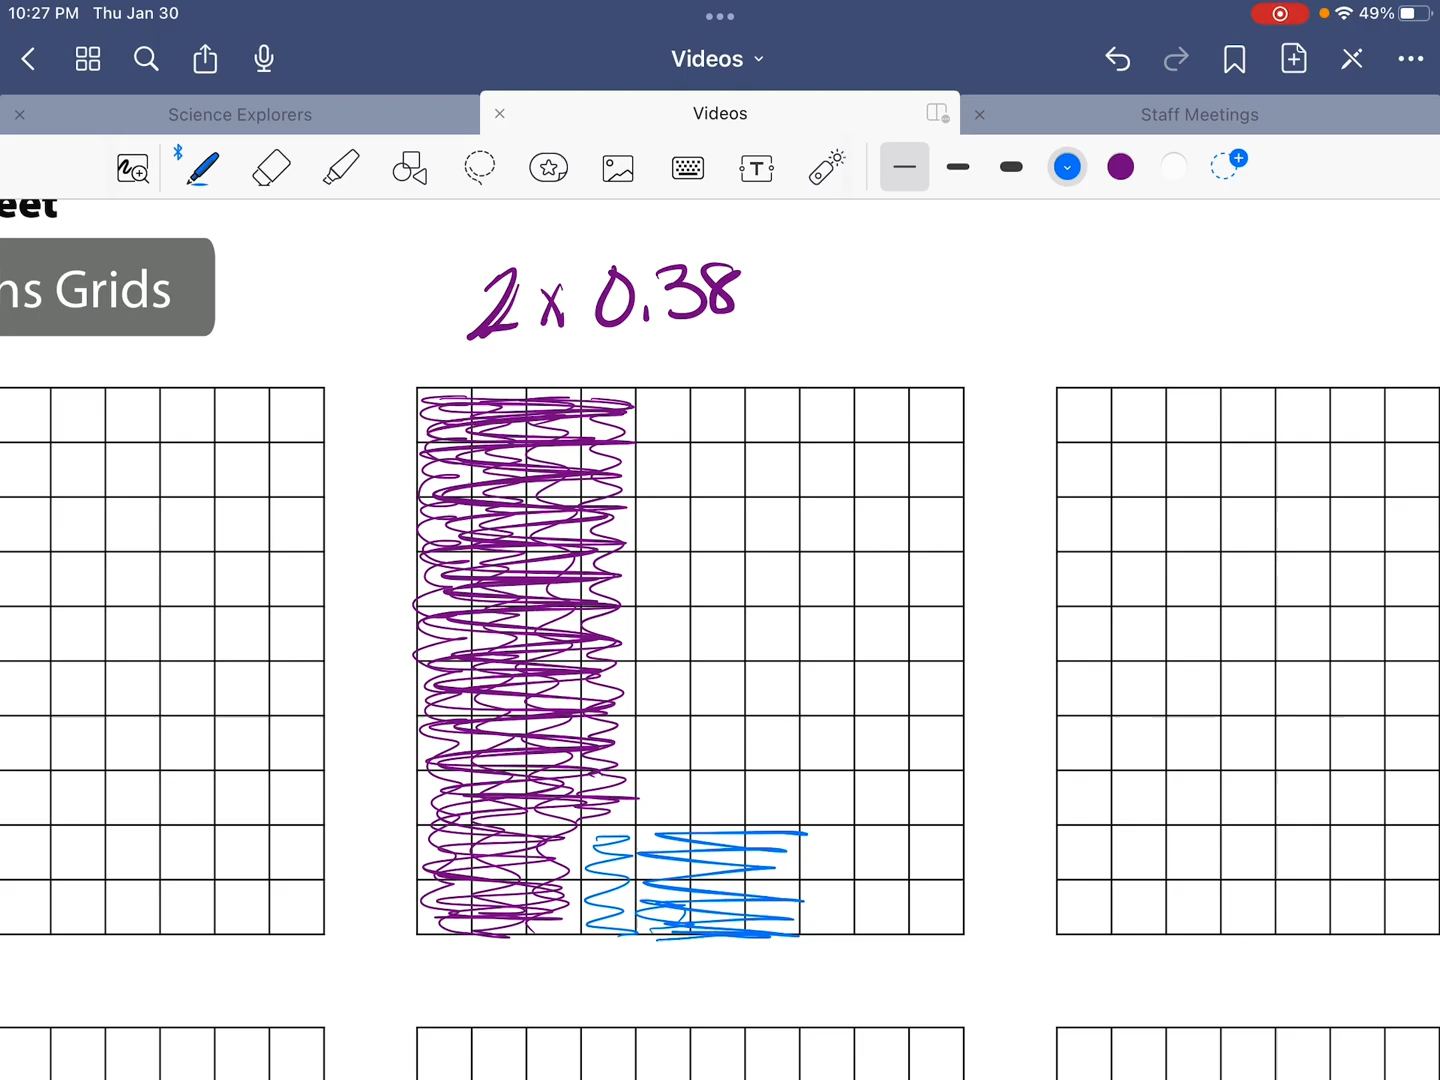 10:27 PM Thu Jan 30
49%
Videos
Science Explorers
Videos
Staff Meetings
T
eet
ns Grids
2 x 0.38